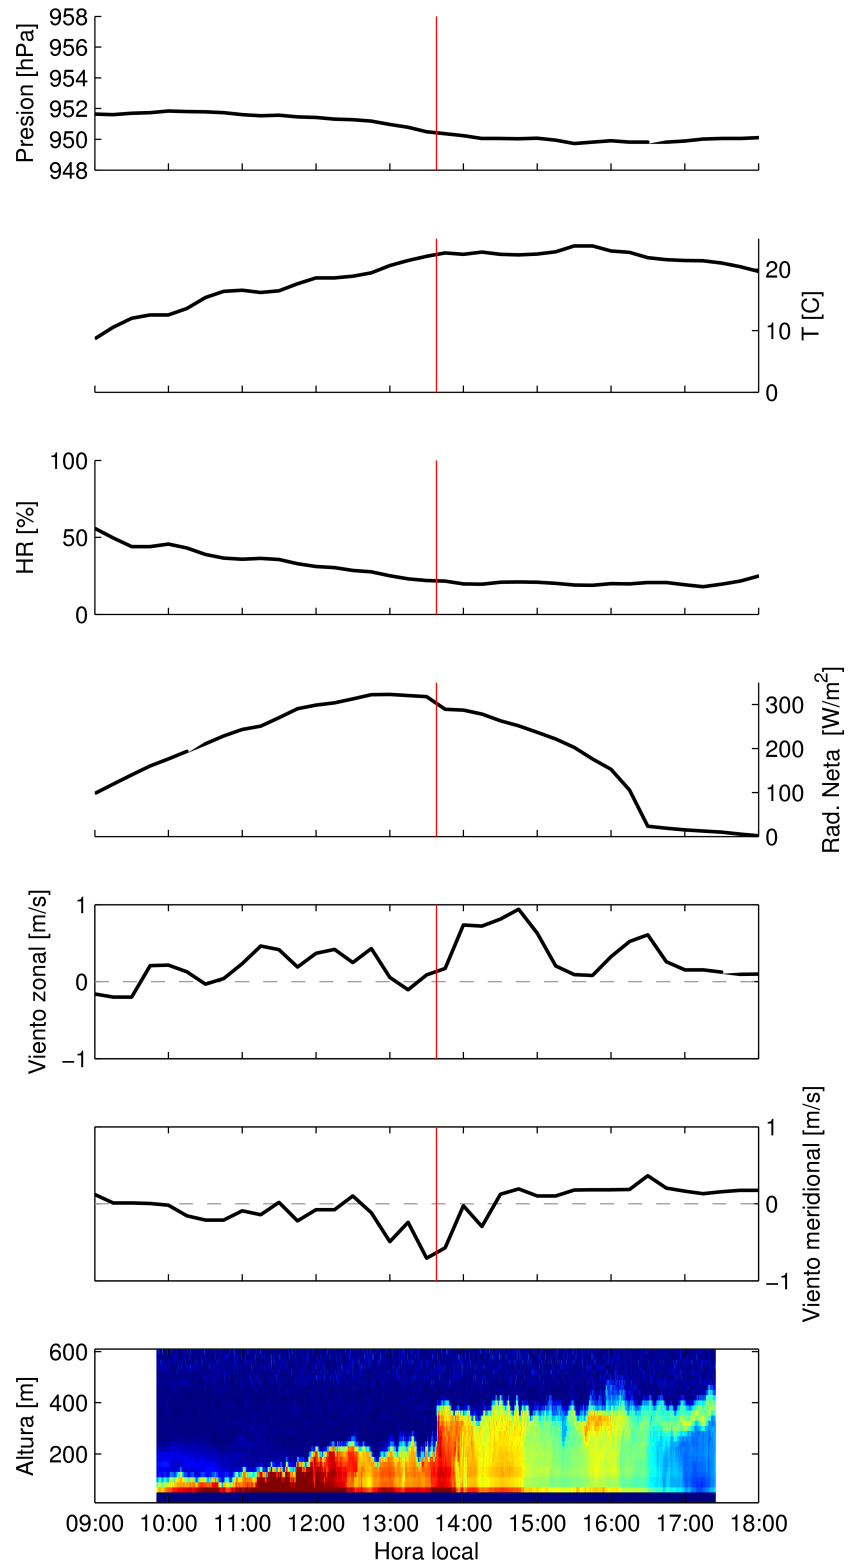 Presion [hPa]
958
956
954
952
950
948
T [C]
20
10
0
HR [%]
100
50
0
Rad. Neta [W/m²]
300
200
100
0
Viento zonal [m/s]
1
0
−1
Viento meridional [m/s]
1
0
−1
Altura [m]
600
400
200
09:00 10:00 11:00 12:00 13:00 14:00 15:00 16:00 17:00 18:00
Hora local